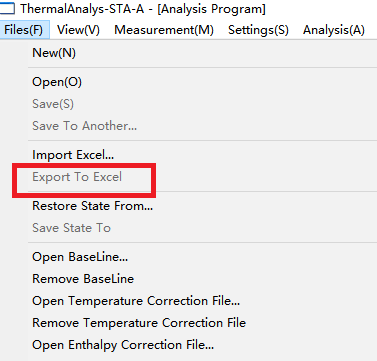 ThermalAnalys-STA-A - [Analysis Program]
Files(F) View(V) Measurement(M) Settings(S) Analysis(A)
New(N)
Open(O)
Save(S)
Save To Another...
Import Excel...
Export To Excel
Restore State From...
Save State To
Open BaseLine...
Remove BaseLine
Open Temperature Correction File...
Remove Temperature Correction File
Open Enthalpy Correction File...